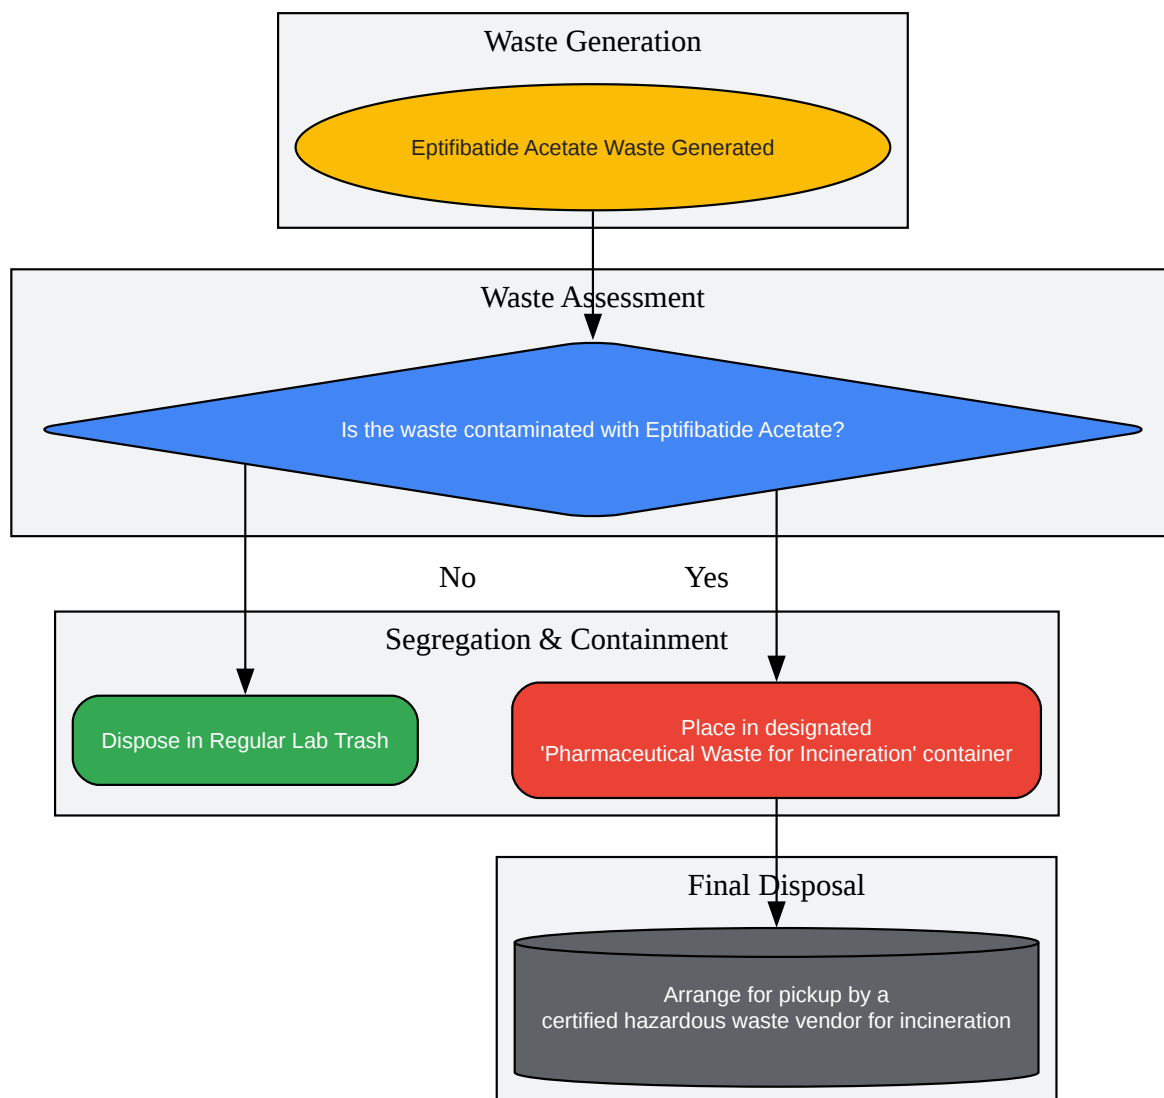 Waste Generation
Eptifibatide Acetate Waste Generated
Waste Assessment
Is the waste contaminated with Eptifibatide Acetate?
No
Yes
Segregation & Containment
Dispose in Regular Lab Trash
Place in designated
'Pharmaceutical Waste for Incineration' container
Final Disposal
Arrange for pickup by a
certified hazardous waste vendor for incineration